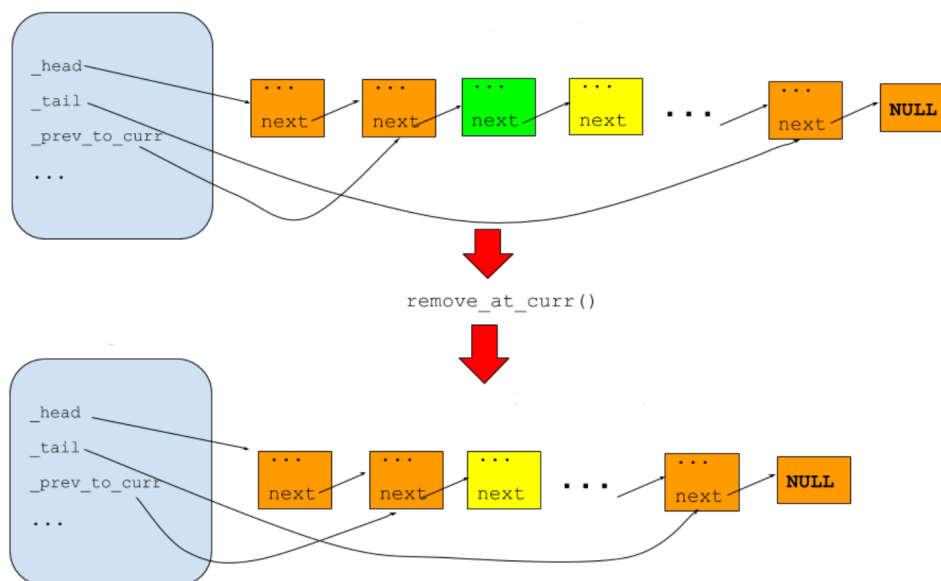 _head
_tail
_prev_to_curr
...
... ... ... ... ...
next next next next ... next NULL
remove_at_curr()
_head
_tail
_prev_to_curr
...
... ... ... ...
next next next ... next NULL